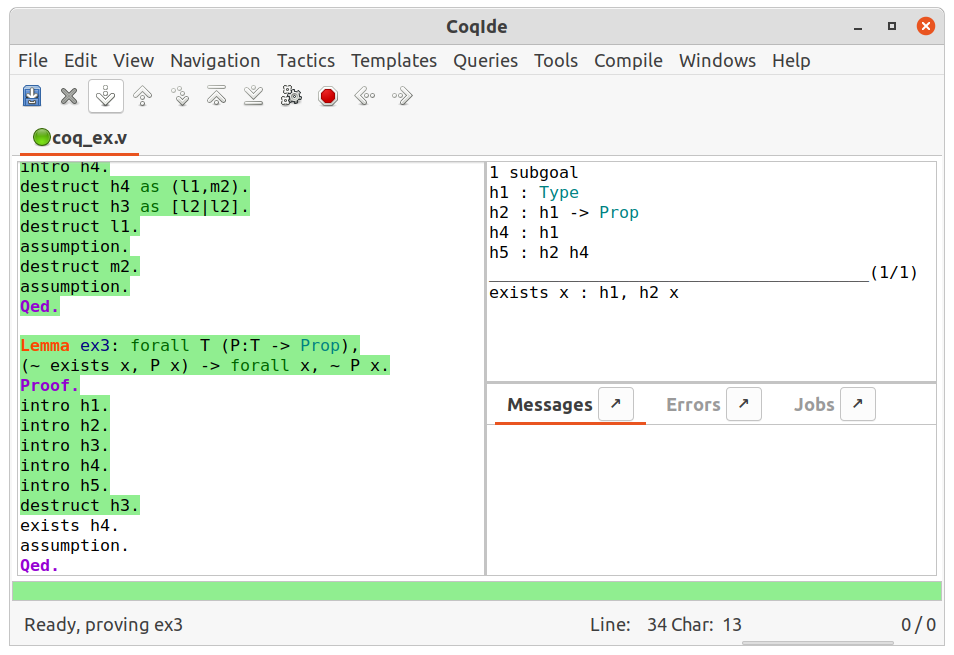 CoqIde
File Edit View Navigation Tactics Templates Queries Tools Compile Windows Help
coq_ex.v
intro h4.
destruct h4 as (l1,m2).
destruct h3 as [l2|l2].
destruct l1.
assumption.
destruct m2.
assumption.
Qed.
Lemma ex3: forall T (P:T -> Prop),
(~ exists x, P x) -> forall x, ~ P x.
Proof.
intro h1.
intro h2.
intro h3.
intro h4.
intro h5.
destruct h3.
exists h4.
assumption.
Qed.
1 subgoal
h1 : Type
h2 : h1 -> Prop
h4 : h1
h5 : h2 h4
(1/1)
exists x : h1, h2 x
Messages Errors Jobs
Ready, proving ex3 Line: 34 Char: 13 0 / 0